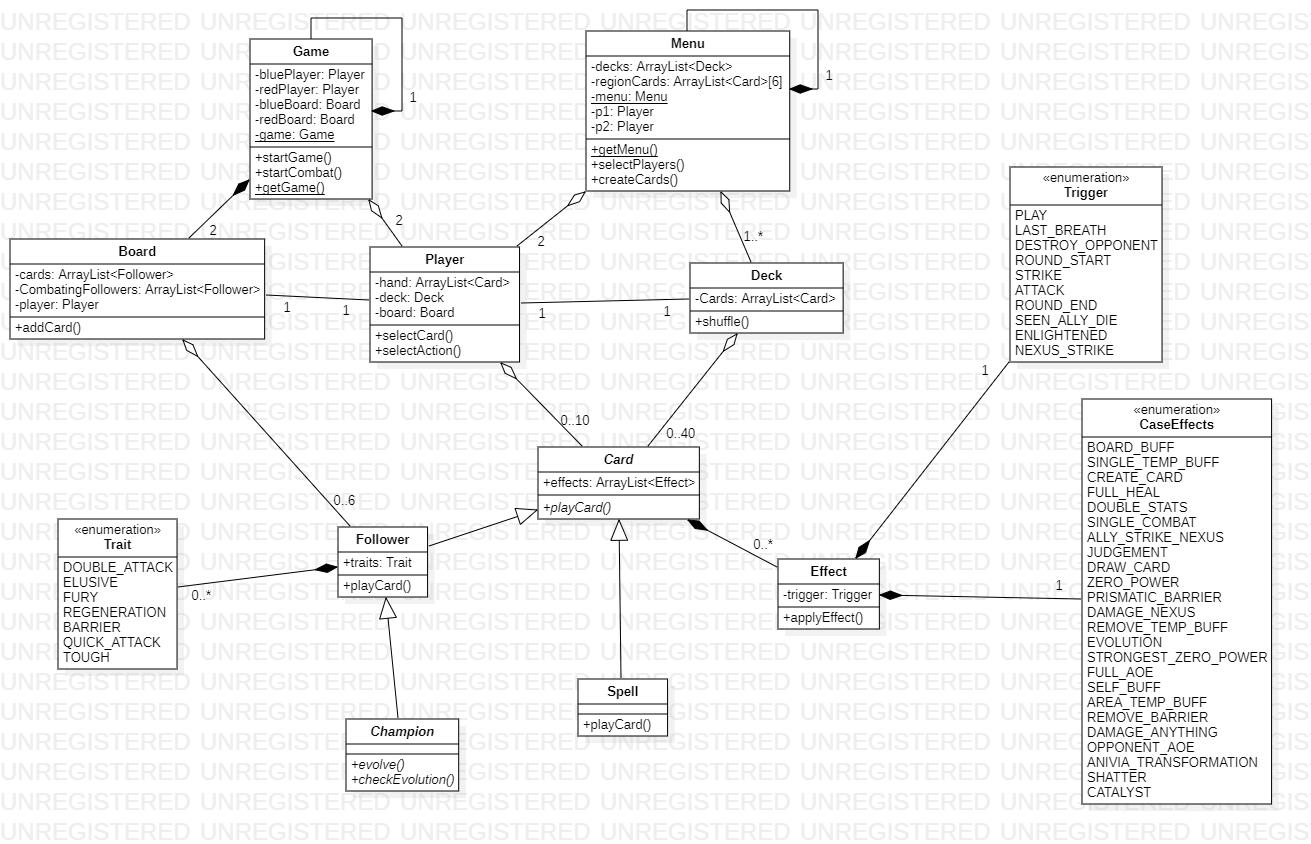 Game
-bluePlayer: Player
-redPlayer: Player
-blueBoard: Board
-redBoard: Board
-game: Game
+startGame()
+startCombat()
+getGame()
1
Menu
-decks: ArrayList<Deck>
-regionCards: ArrayList<Card>[6]
-menu: Menu
-p1: Player
-p2: Player
+getMenu()
+selectPlayers()
+createCards()
1
«enumeration»
Trigger
PLAY
LAST_BREATH
DESTROY_OPPONENT
ROUND_START
STRIKE
ATTACK
ROUND_END
SEEN_ALLY_DIE
ENLIGHTENED
NEXUS_STRIKE
2
2
2
1..*
Board
-cards: ArrayList<Follower>
-CombatingFollowers: ArrayList<Follower>
-player: Player
+addCard()
1
1
Player
-hand: ArrayList<Card>
-deck: Deck
-board: Board
+selectCard()
+selectAction()
1
1
Deck
-Cards: ArrayList<Card>
+shuffle()
1
0..10
0..40
«enumeration»
CaseEffects
BOARD_BUFF
SINGLE_TEMP_BUFF
CREATE_CARD
FULL_HEAL
DOUBLE_STATS
SINGLE_COMBAT
ALLY_STRIKE_NEXUS
JUDGEMENT
DRAW_CARD
ZERO_POWER
PRISMATIC_BARRIER
DAMAGE_NEXUS
REMOVE_TEMP_BUFF
EVOLUTION
STRONGEST_ZERO_POWER
FULL_AOE
SELF_BUFF
AREA_TEMP_BUFF
REMOVE_BARRIER
DAMAGE_ANYTHING
OPPONENT_AOE
ANIVIA_TRANSFORMATION
SHATTER
CATALYST
Card
+effects: ArrayList<Effect>
+playCard()
0..6
0..*
«enumeration»
Trait
DOUBLE_ATTACK
ELUSIVE
FURY
REGENERATION
BARRIER
QUICK_ATTACK
TOUGH
0..*
Follower
+traits: Trait
+playCard()
Effect
-trigger: Trigger
+applyEffect()
1
Spell
+playCard()
Champion
+evolve()
+checkEvolution()
UNREGISTERED